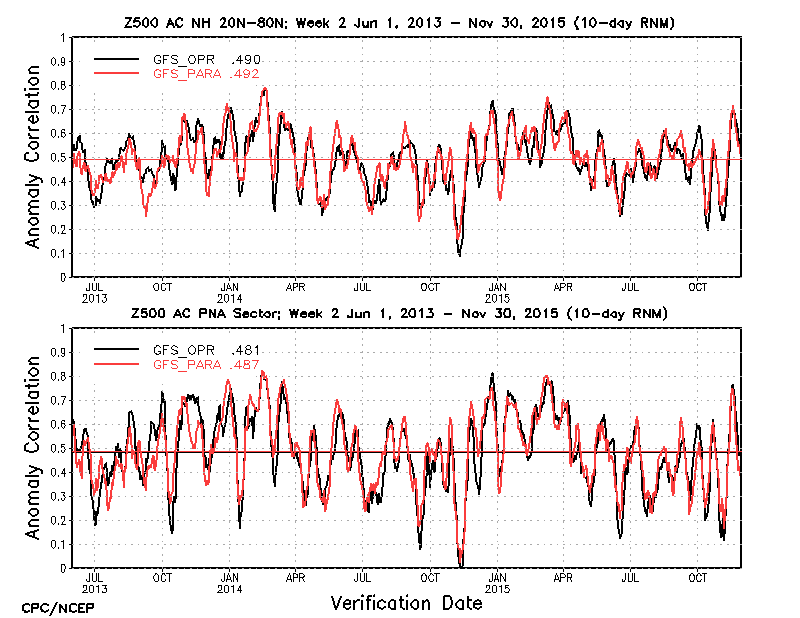 Z500 AC NH 20N-80N; Week 2 Jun 1, 2013 - Nov 30, 2015 (10-day RNM)
Anomaly Correlation
1
0.9
0.8
0.7
0.6
0.5
0.4
0.3
0.2
0.1
0
GFS_OPR .490
GFS_PARA .492
JUL OCT JAN APR JUL OCT JAN APR JUL OCT
2013 2014 2015
Z500 AC PNA Sector; Week 2 Jun 1, 2013 - Nov 30, 2015 (10-day RNM)
Anomaly Correlation
1
0.9
0.8
0.7
0.6
0.5
0.4
0.3
0.2
0.1
0
GFS_OPR .481
GFS_PARA .487
JUL OCT JAN APR JUL OCT JAN APR JUL OCT
2013 2014 2015
Verification Date
CPC/NCEP